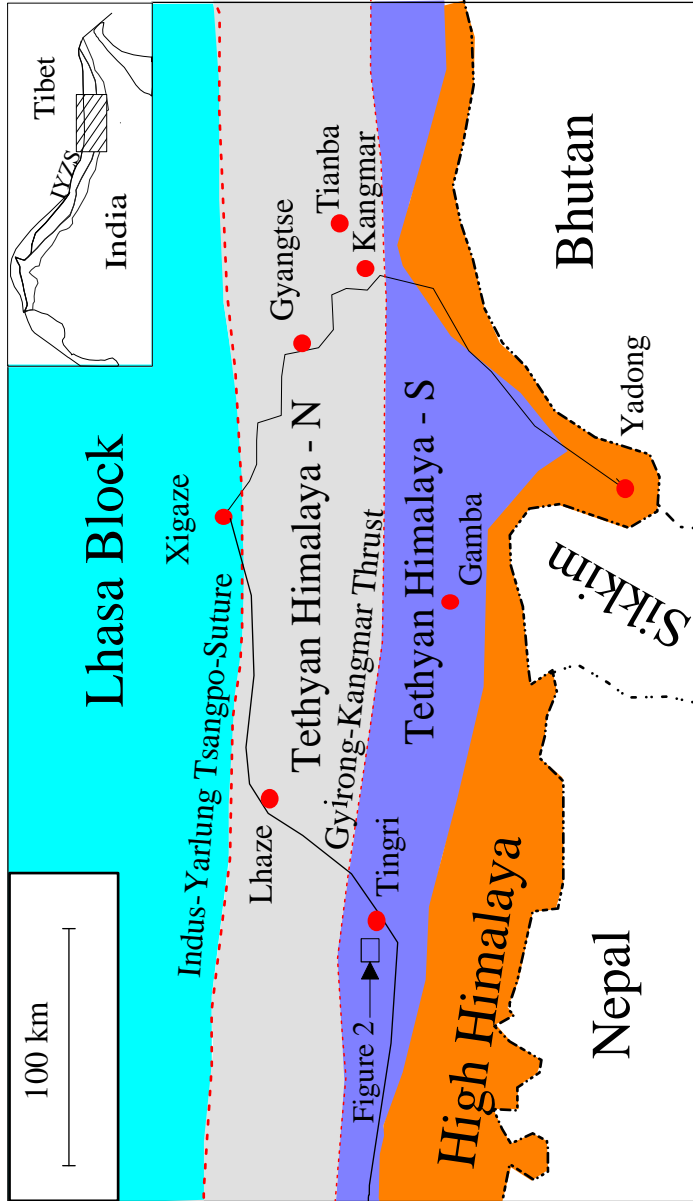 100 km
Lhasa Block
Tibet
IYZS
India
Xigaze
Indus-Yarlung Tsangpo-Suture
Gyangtse
Tianba
Kangmar
Lhaze
Tethyan Himalaya - N
Gyirong-Kangmar Thrust
Figure 2
Tingri
Tethyan Himalaya - S
Gamba
High Himalaya
Nepal
Sikkim
Yadong
Bhutan